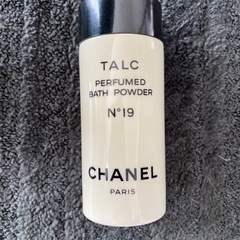 TALC
PERFUMED
BATH POWDER
N°19
CHANEL
PARIS